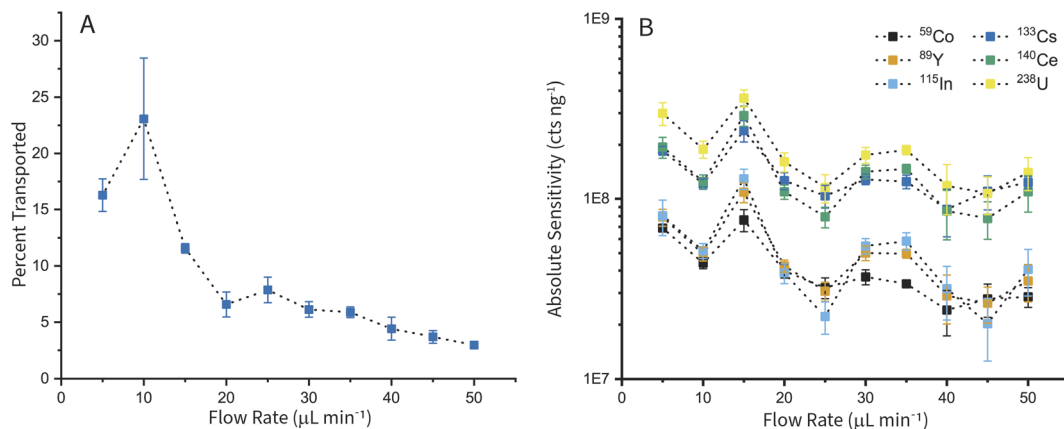 A
30
25
20
15
10
5
0
Percent Transported
0 10 20 30 40 50
Flow Rate (μL min⁻¹)
B
1E9
1E8
1E7
Absolute Sensitivity (cts ng⁻¹)
⁵⁹Co ¹³³Cs
⁸⁹Y ¹⁴⁰Ce
¹¹⁵In ²³⁸U
0 10 20 30 40 50
Flow Rate (μL min⁻¹)